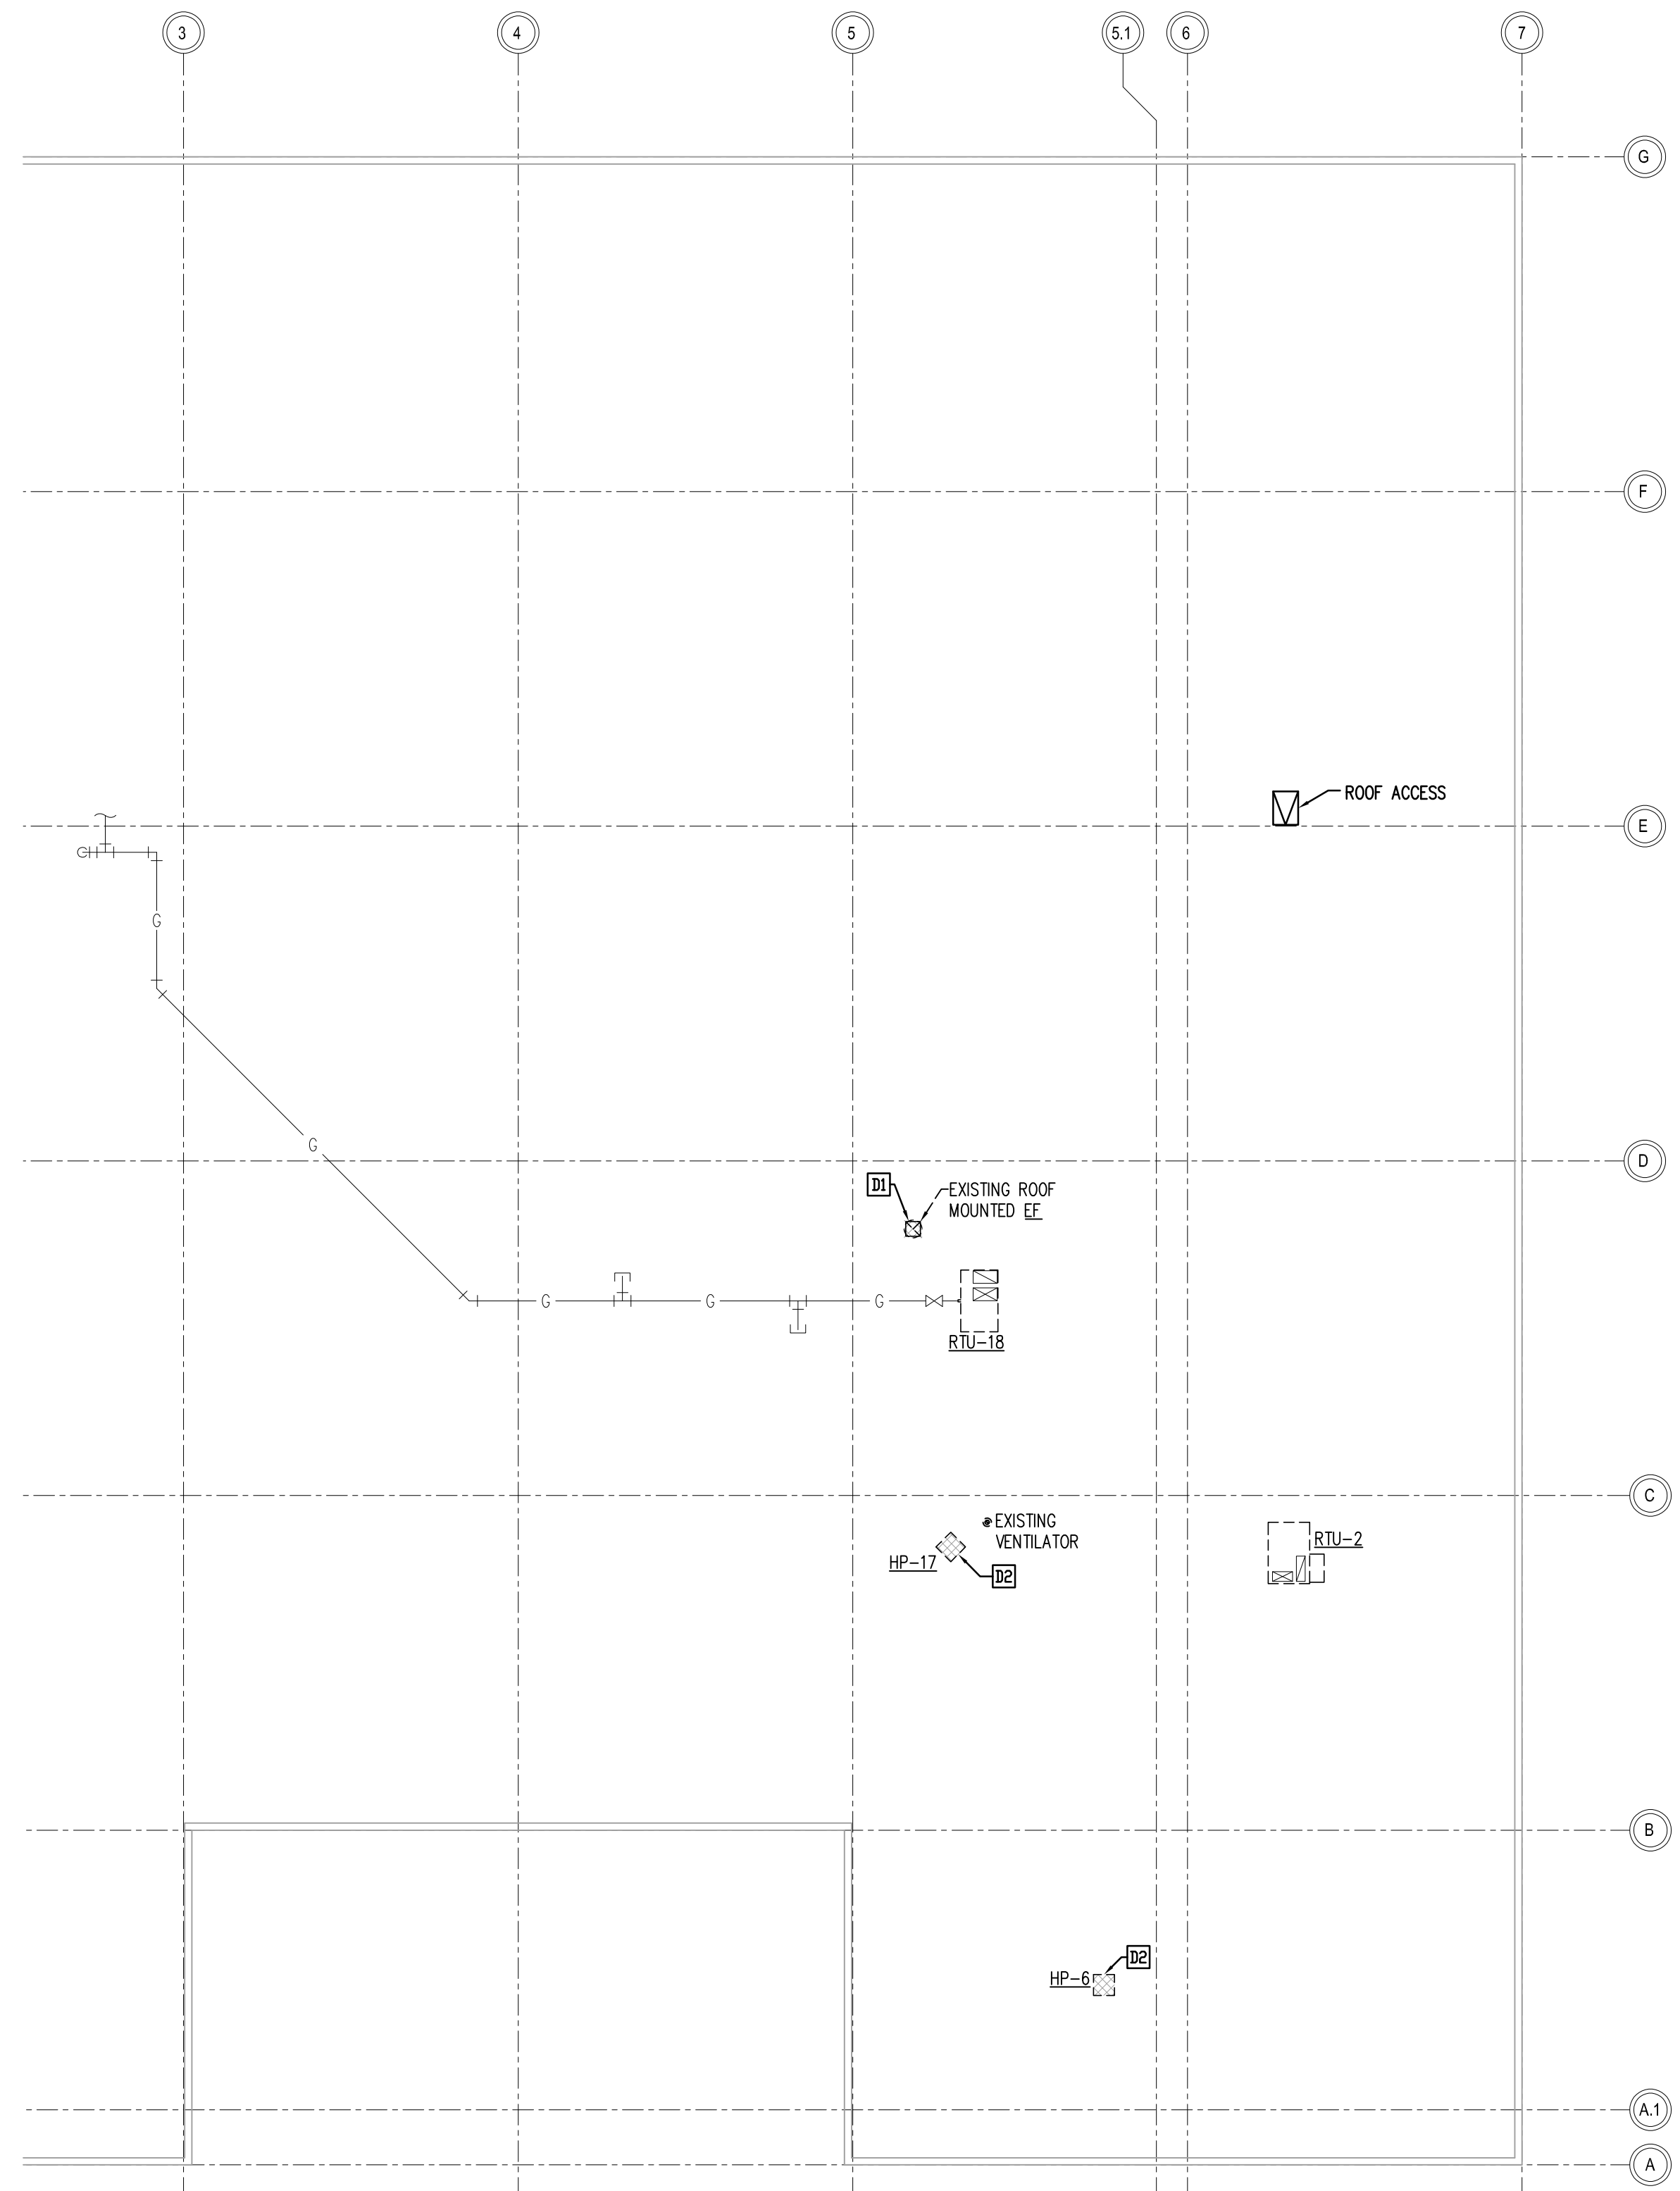 3
4
5
5.1
6
7
G
F
ROOF ACCESS
E
G
G
D
D1
EXISTING ROOF
MOUNTED EF
G
G
G
RTU-18
C
EXISTING
VENTILATOR
HP-17
D2
RTU-2
B
D2
HP-6
A.1
A